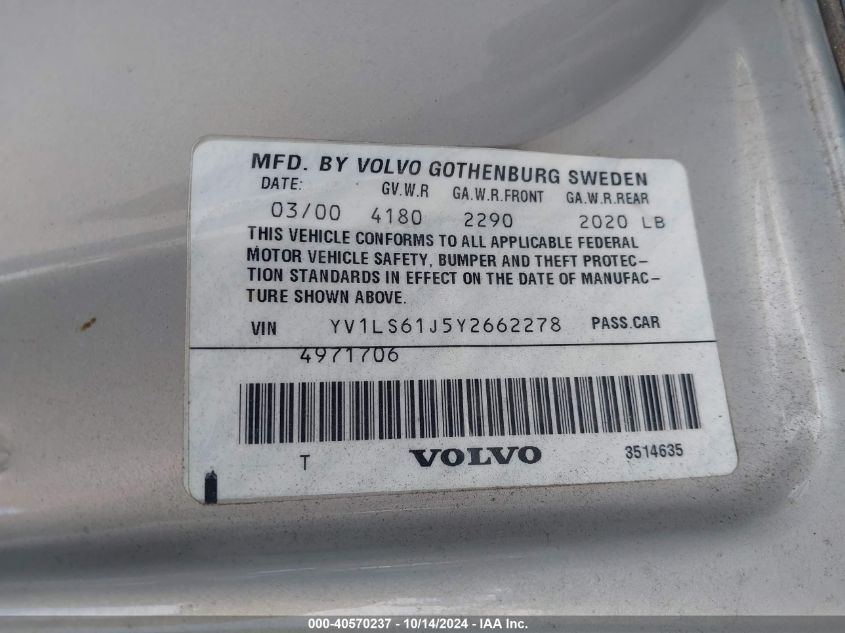 MFD. BY VOLVO GOTHENBURG SWEDEN
DATE: GV.W.R GA.W.R.FRONT GA.W.R.REAR
03/00 4180 2290 2020 LB
THIS VEHICLE CONFORMS TO ALL APPLICABLE FEDERAL
MOTOR VEHICLE SAFETY, BUMPER AND THEFT PROTEC-
TION STANDARDS IN EFFECT ON THE DATE OF MANUFAC-
TURE SHOWN ABOVE.
VIN YV1LS61J5Y2662278 PASS.CAR
4971706
T VOLVO 3514635
000-40570237 - 10/14/2024 - IAA Inc.